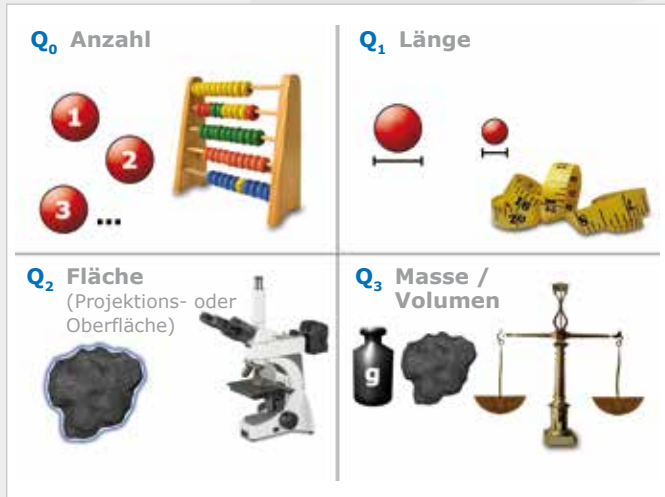 Q₀ Anzahl
1
2
3 ...
Q₁ Länge
Q₂ Fläche
(Projektions- oder
Oberfläche)
Q₃ Masse /
Volumen
g